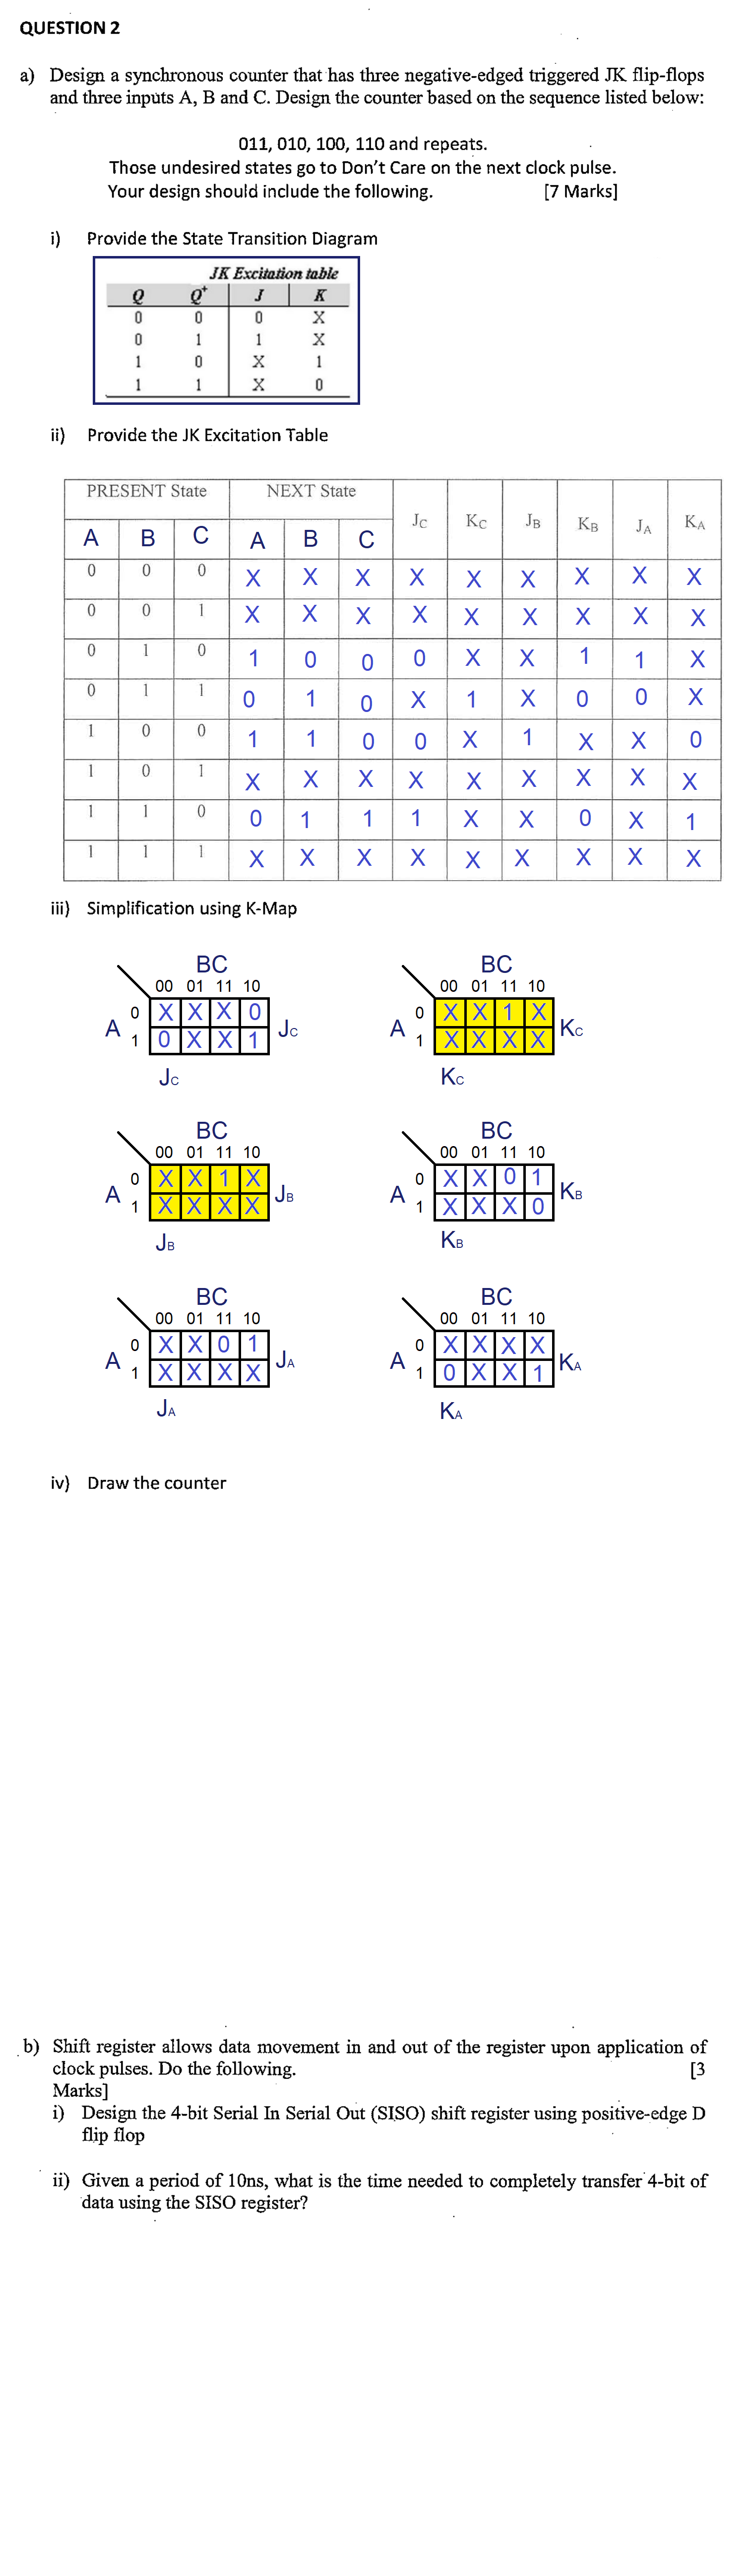 QUESTION 2
a) Design a synchronous counter that has three negative-edged triggered JK flip-flops
and three inputs A, B and C. Design the counter based on the sequence listed below:
011, 010, 100, 110 and repeats.
Those undesired states go to Don't Care on the next clock pulse.
Your design should include the following. [7 Marks]
i) Provide the State Transition Diagram
JK Excitation table
Q Q+ J K
0 0 0 X
0 1 1 X
1 0 X 1
1 1 X 0
ii) Provide the JK Excitation Table
PRESENT State NEXT State JC KC JB KB JA KA
A B C A B C
0 0 0 X X X X X X X X X
0 0 1 X X X X X X X X X
0 1 0 1 0 0 0 X X 1 1 X
0 1 1 0 1 0 X 1 X 0 0 X
1 0 0 1 1 0 0 X 1 X X 0
1 0 1 X X X X X X X X X
1 1 0 0 1 1 1 X X 0 X 1
1 1 1 X X X X X X X X X
iii) Simplification using K-Map
BC BC
00 01 11 10 00 01 11 10
A 0 X X X 0 JC A 0 X X 1 X KC
1 0 X X 1 1 X X X X
JC KC
BC BC
00 01 11 10 00 01 11 10
A 0 X X 1 X JB A 0 X X 0 1 KB
1 X X X X 1 X X X 0
JB KB
BC BC
00 01 11 10 00 01 11 10
A 0 X X 0 1 JA A 0 X X X X KA
1 X X X X 1 0 X X 1
JA KA
iv) Draw the counter
b) Shift register allows data movement in and out of the register upon application of
clock pulses. Do the following. [3
Marks]
i) Design the 4-bit Serial In Serial Out (SISO) shift register using positive-edge D
flip flop
ii) Given a period of 10ns, what is the time needed to completely transfer 4-bit of
data using the SISO register?